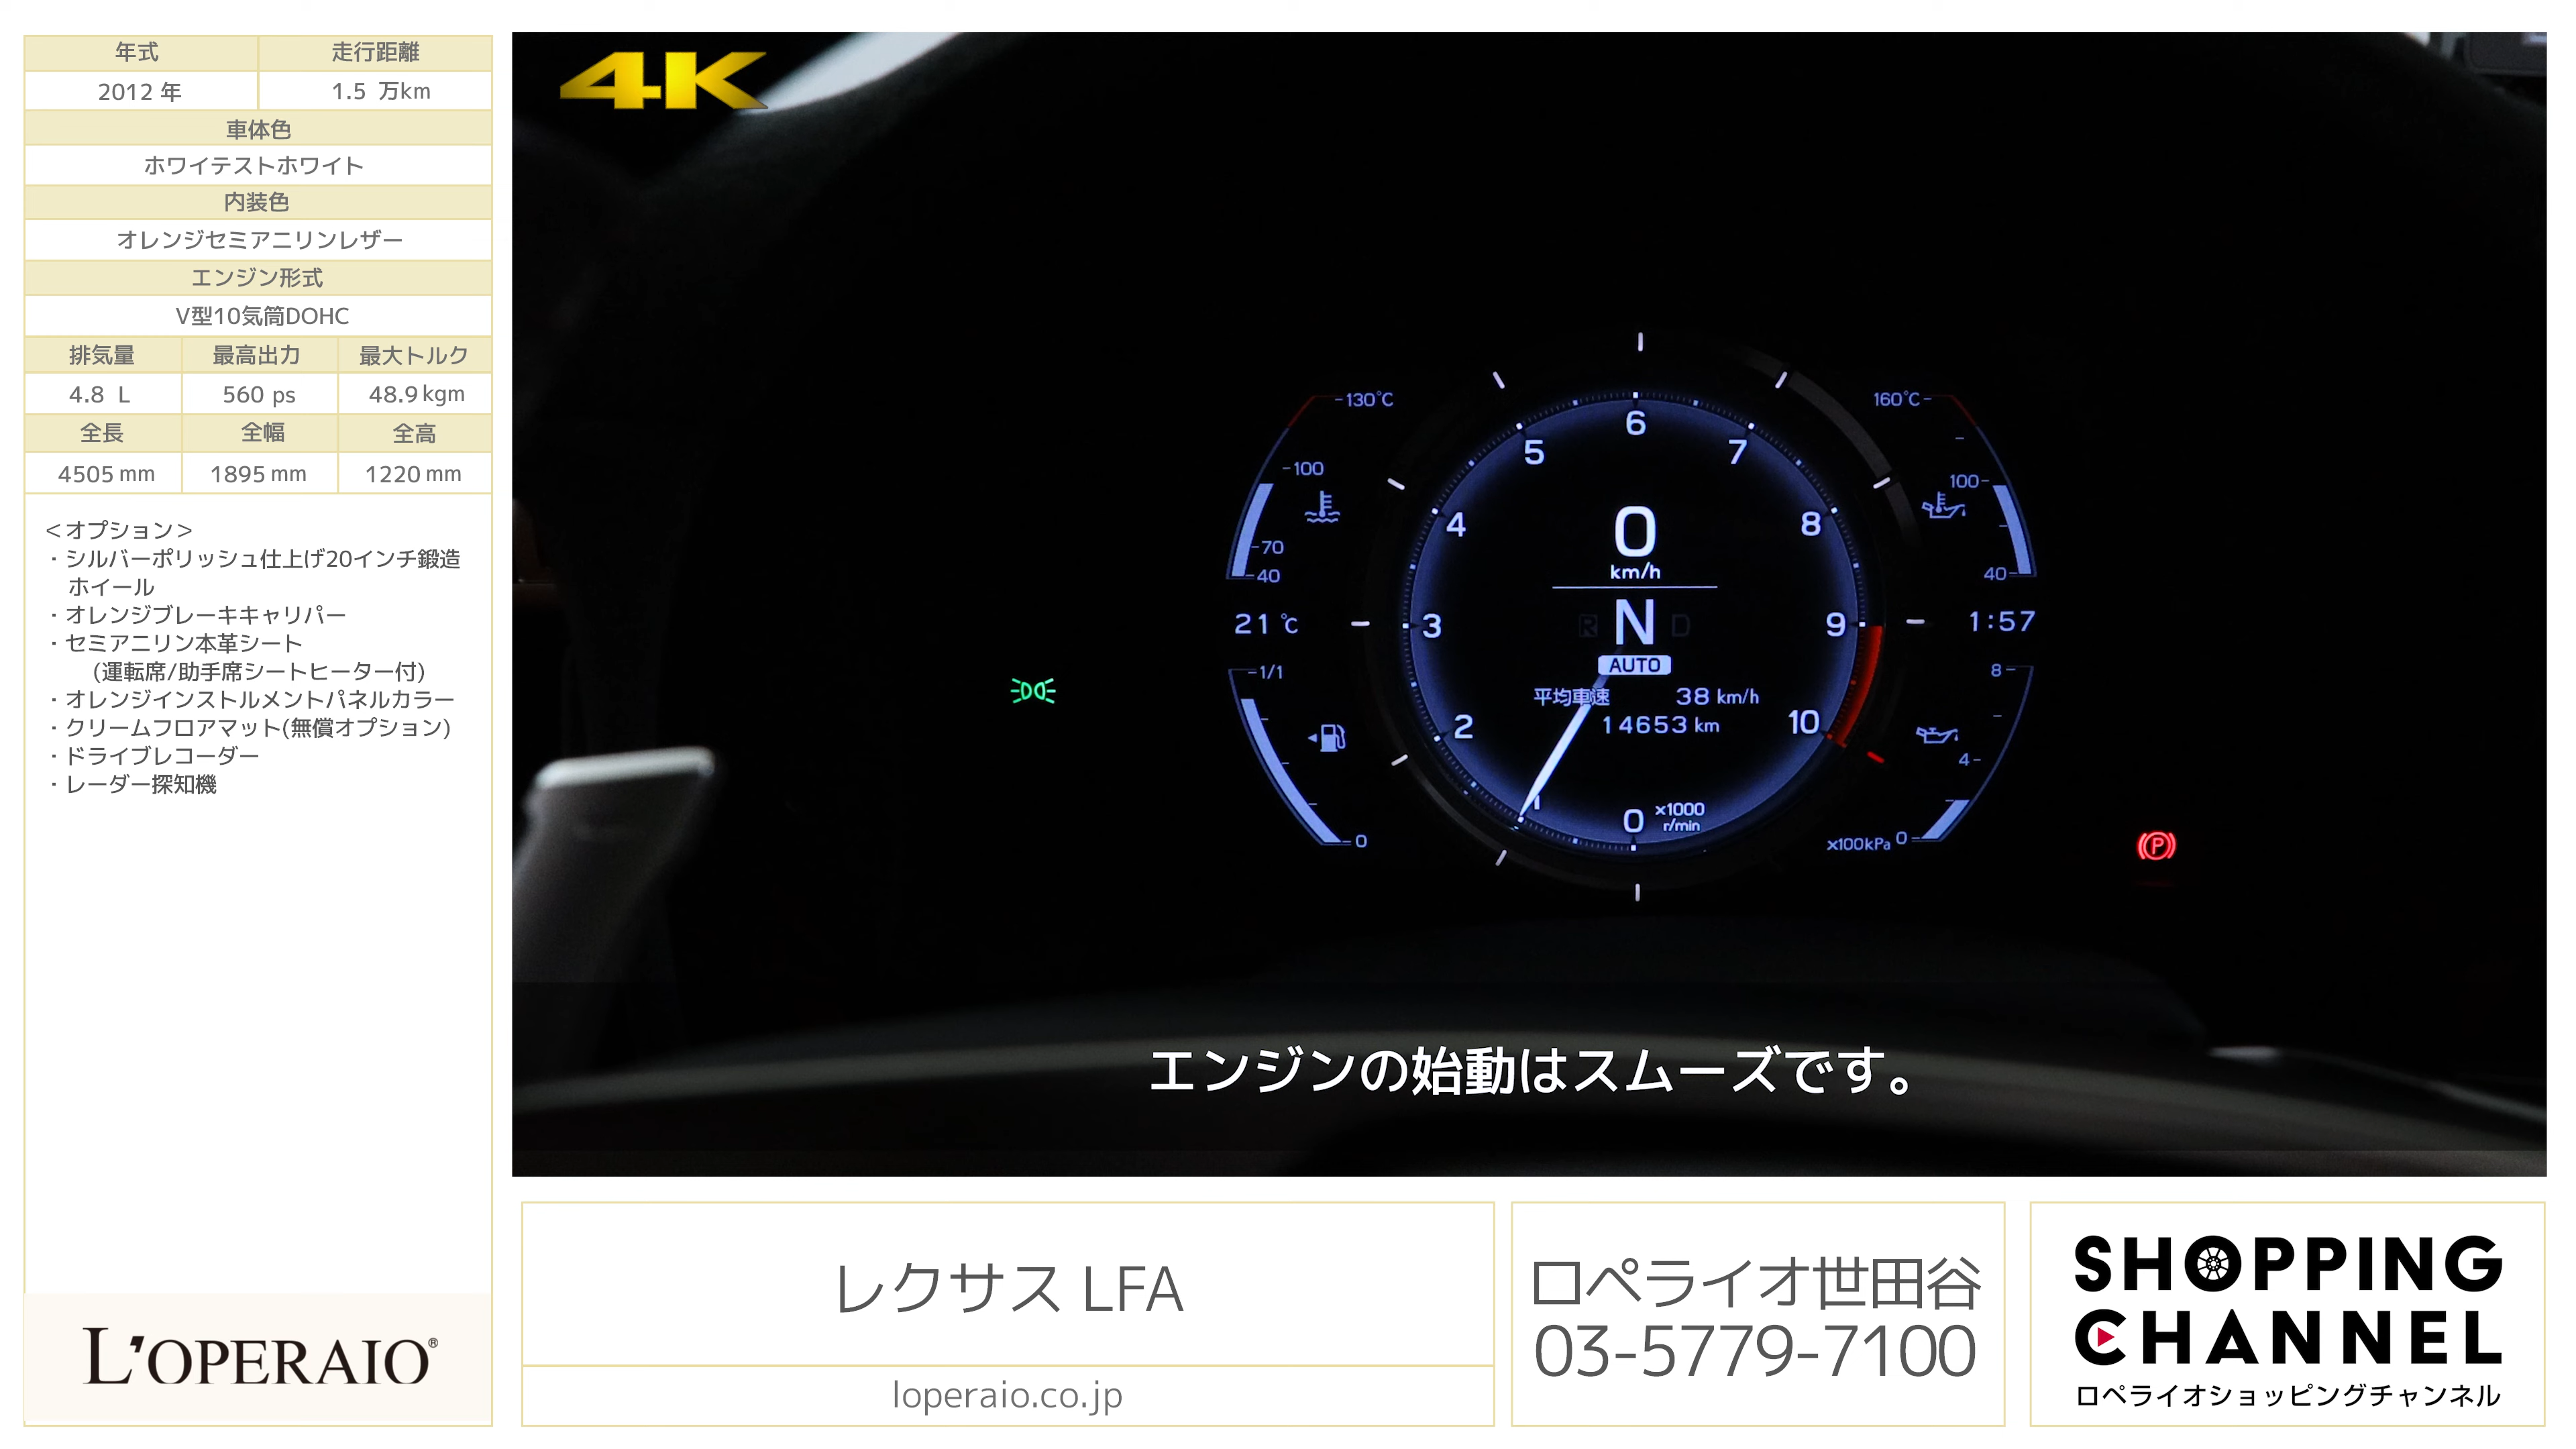 年式 走行距離
2012 年 1.5 万km
車体色
ホワイテストホワイト
内装色
オレンジセミアニリンレザー
エンジン形式
V型10気筒DOHC
排気量 最高出力 最大トルク
4.8 L 560 ps 48.9 kgm
全長 全幅 全高
4505 mm 1895 mm 1220 mm
＜オプション＞
・シルバーポリッシュ仕上げ20インチ鍛造
ホイール
・オレンジブレーキキャリパー
・セミアニリン本革シート
(運転席/助手席シートヒーター付)
・オレンジインストルメントパネルカラー
・クリームフロアマット(無償オプション)
・ドライブレコーダー
・レーダー探知機
L'OPERAIO®
4K
130℃
100
70
40
21 ℃
1/1
0
6
5 7
4 8
3 9
2 10
1 0
x1000
r/min
0
km/h
R N D
AUTO
平均車速 38 km/h
14653 km
160℃
100
40
1:57
8
4
x100kPa 0
P
エンジンの始動はスムーズです。
レクサス LFA
loperaio.co.jp
ロペライオ世田谷
03-5779-7100
SHOPPING
CHANNEL
ロペライオショッピングチャンネル